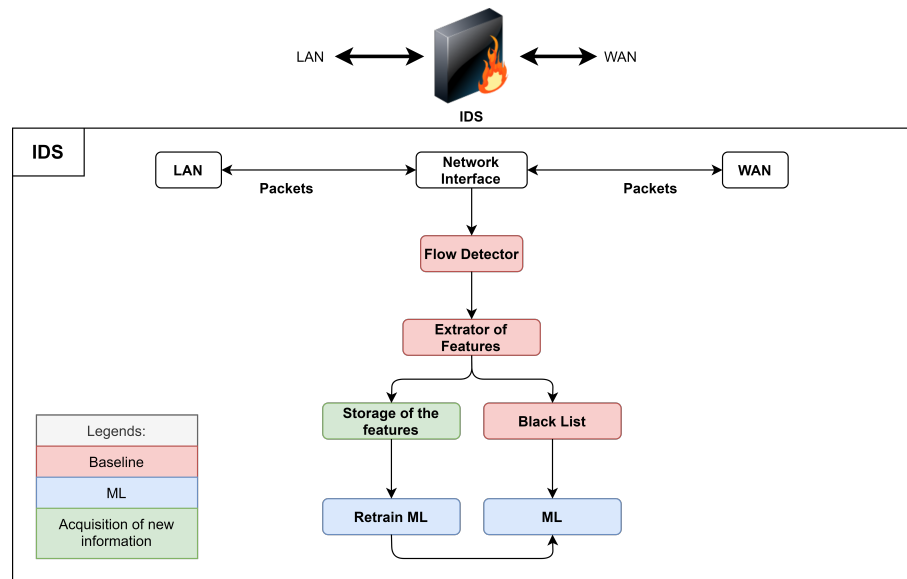 LAN
WAN
IDS
IDS
LAN
Network
Interface
WAN
Packets
Packets
Flow Detector
Extrator of
Features
Storage of the
features
Black List
Legends:
Baseline
ML
Acquisition of new
information
Retrain ML
ML